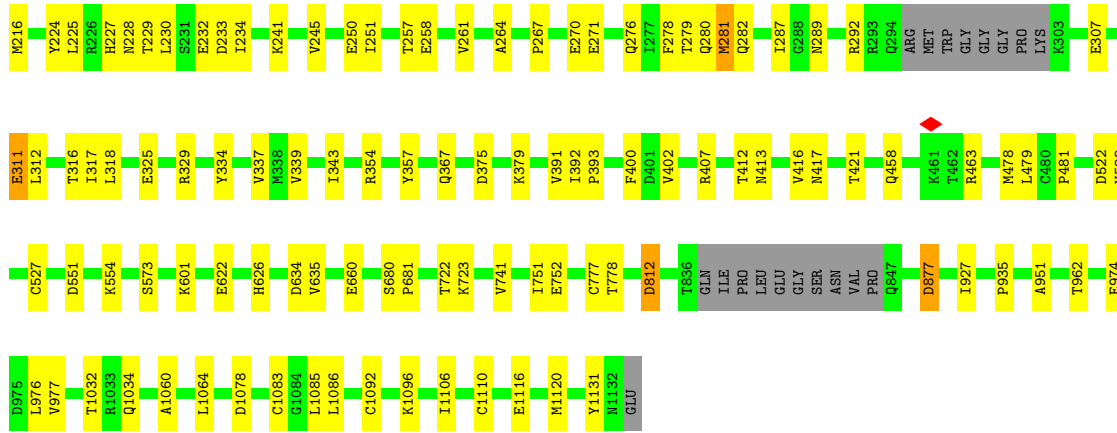 M216 Y224 L225 R226 H227 N228 T229 L230 S231 E232 D233 I234 K241 V245 E250 I251 T257 E258 V261 A264 P267 E270 E271 Q276 I277 F278 T279 Q280 M281 Q282 I287 G288 N289 R292 R293 Q294 ARG MET TRP GLY GLY GLY PRO LYS K303 E307
E311 L312 T316 I317 L318 E325 R329 Y334 V337 M338 V339 I343 R354 Y357 Q367 D375 K379 V391 I392 P393 F400 D401 V402 R407 T412 N413 V416 N417 T421 Q458 K461 T462 R463 M478 L479 C480 P481 D522
C527 D551 K554 S573 K601 E622 H626 D634 V635 E660 S680 P681 T722 K723 V741 I751 E752 C777 T778 D812 T836 GLN ILE PRO LEU GLU GLY SER ASN VAL PRO Q847 D877 I927 P935 A951 T962 E974
D975 L976 V977 T1032 R1033 Q1034 A1060 L1064 D1078 C1083 G1084 L1085 L1086 C1092 K1096 I1106 C1110 E1116 M1120 Y1131 N1132 GLU